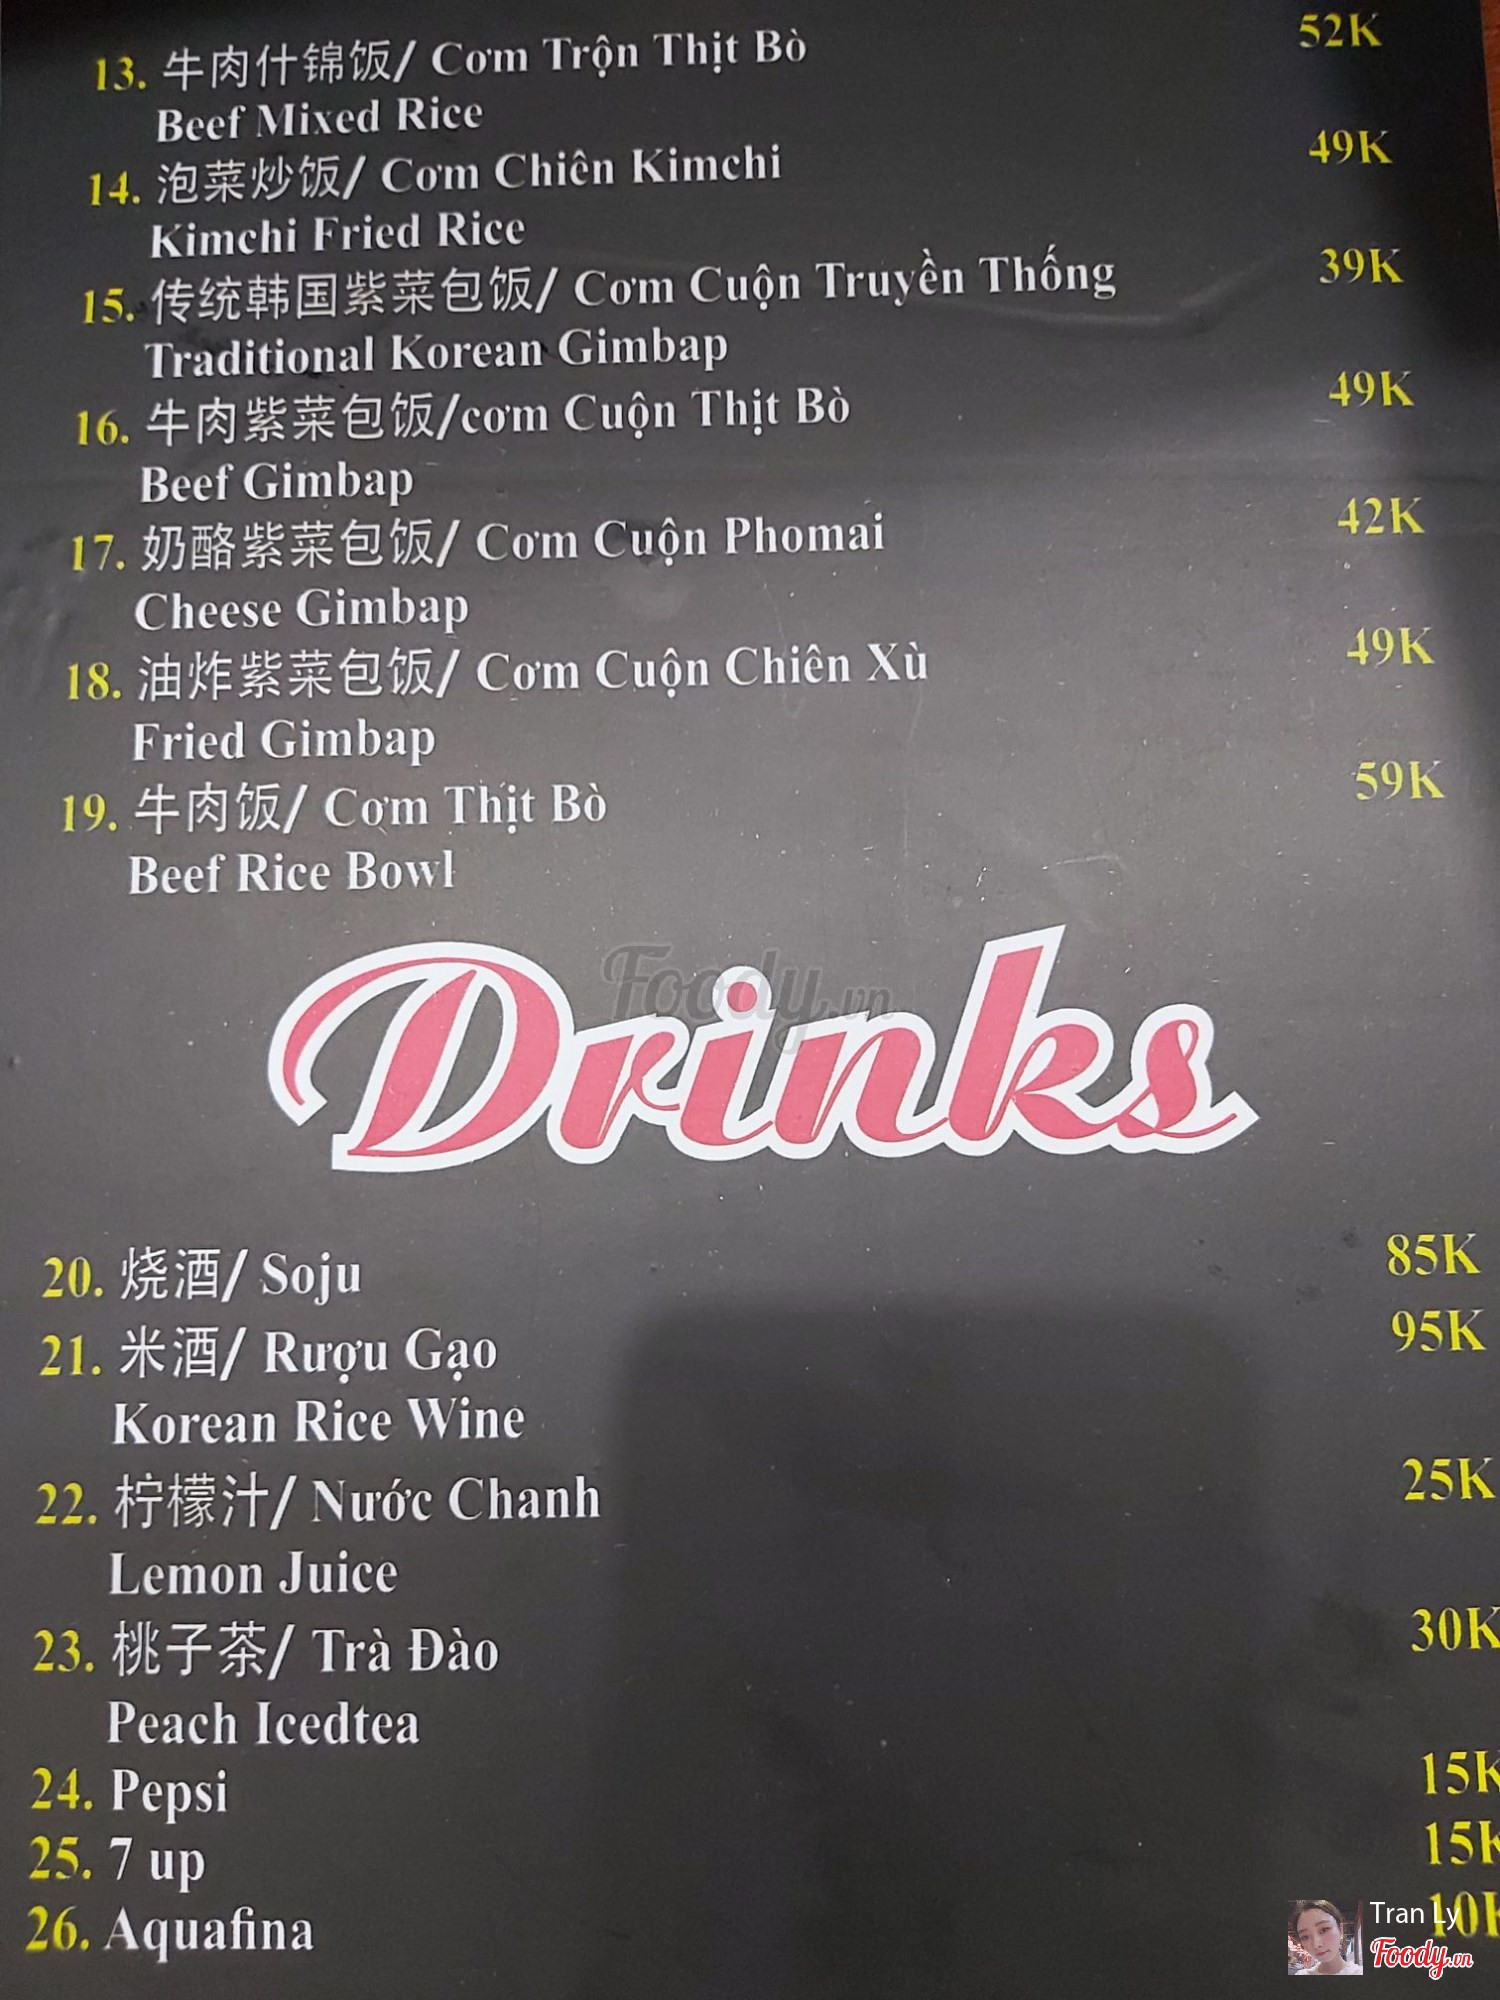 13. 牛肉什锦饭/ Cơm Trộn Thịt Bò 52K
Beef Mixed Rice
14. 泡菜炒饭/ Cơm Chiên Kimchi 49K
Kimchi Fried Rice
15. 传统韩国紫菜包饭/ Cơm Cuộn Truyền Thống 39K
Traditional Korean Gimbap
16. 牛肉紫菜包饭/cơm Cuộn Thịt Bò 49K
Beef Gimbap
17. 奶酪紫菜包饭/ Cơm Cuộn Phomai 42K
Cheese Gimbap
18. 油炸紫菜包饭/ Cơm Cuộn Chiên Xù 49K
Fried Gimbap
19. 牛肉饭/ Cơm Thịt Bò 59K
Beef Rice Bowl
Foody.vn
Drinks
20. 烧酒/ Soju 85K
21. 米酒/ Rượu Gạo 95K
Korean Rice Wine
22. 柠檬汁/ Nước Chanh 25K
Lemon Juice
23. 桃子茶/ Trà Đào 30K
Peach Icedtea
24. Pepsi 15K
25. 7 up 15K
26. Aquafina 10K
Tran Ly
Foody.vn